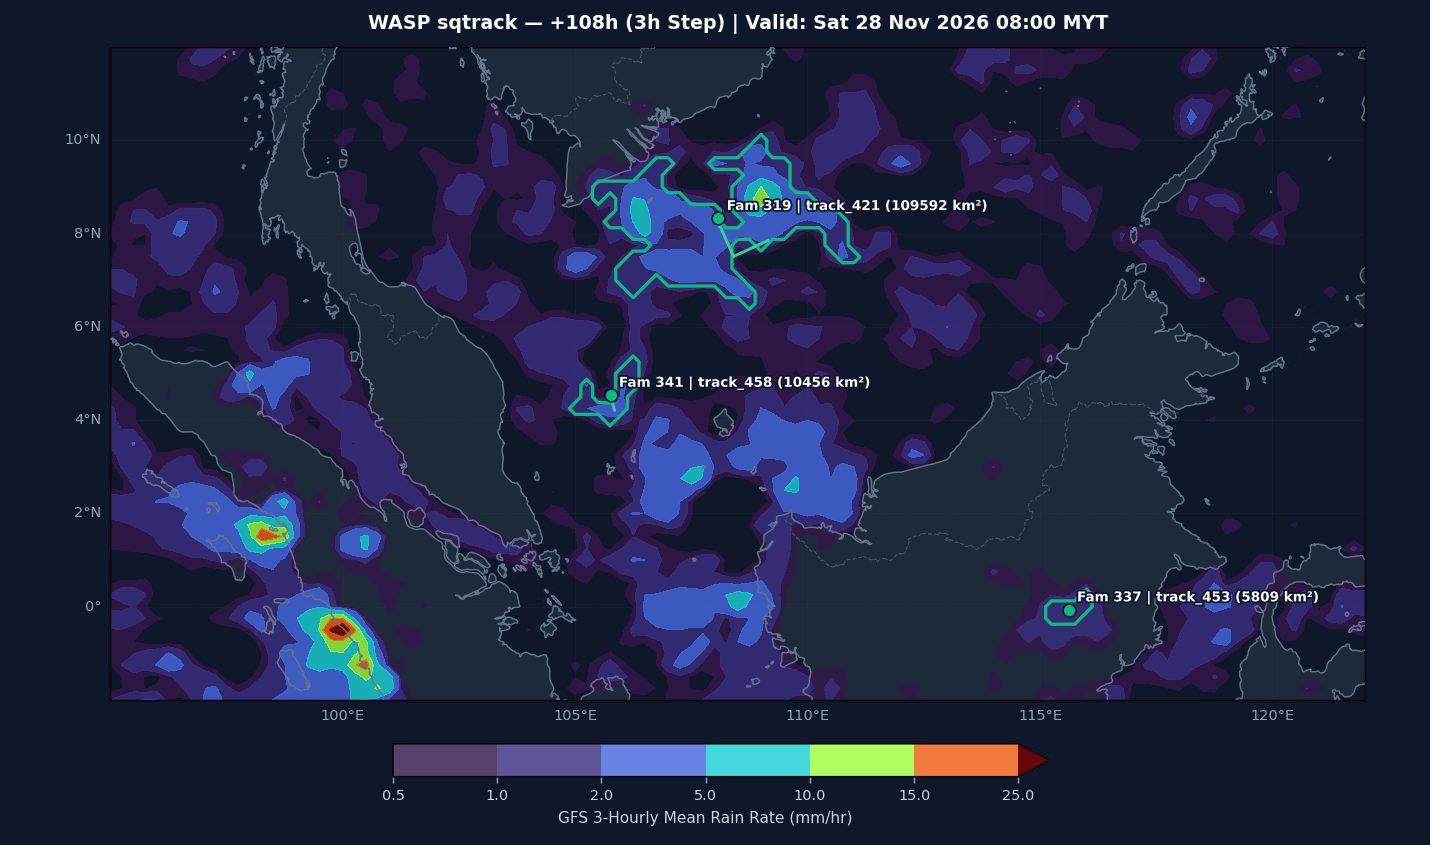 WASP sqtrack — +108h (3h Step) | Valid: Sat 28 Nov 2026 08:00 MYT
10°N
8°N
6°N
4°N
2°N
0°
Fam 319 | track_421 (109592 km²)
Fam 341 | track_458 (10456 km²)
Fam 337 | track_453 (5809 km²)
100°E 105°E 110°E 115°E 120°E
0.5 1.0 2.0 5.0 10.0 15.0 25.0
GFS 3-Hourly Mean Rain Rate (mm/hr)